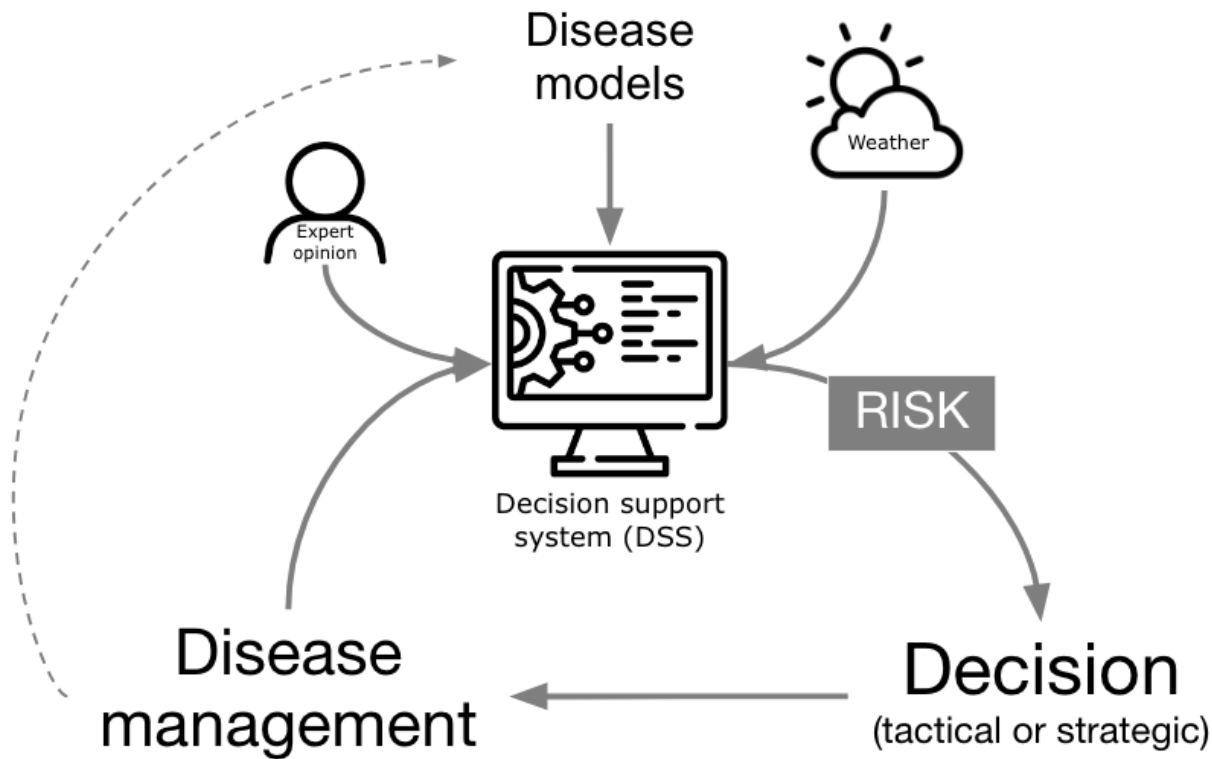 Disease
models
Weather
Expert
opinion
RISK
Decision support
system (DSS)
Disease
management
Decision
(tactical or strategic)